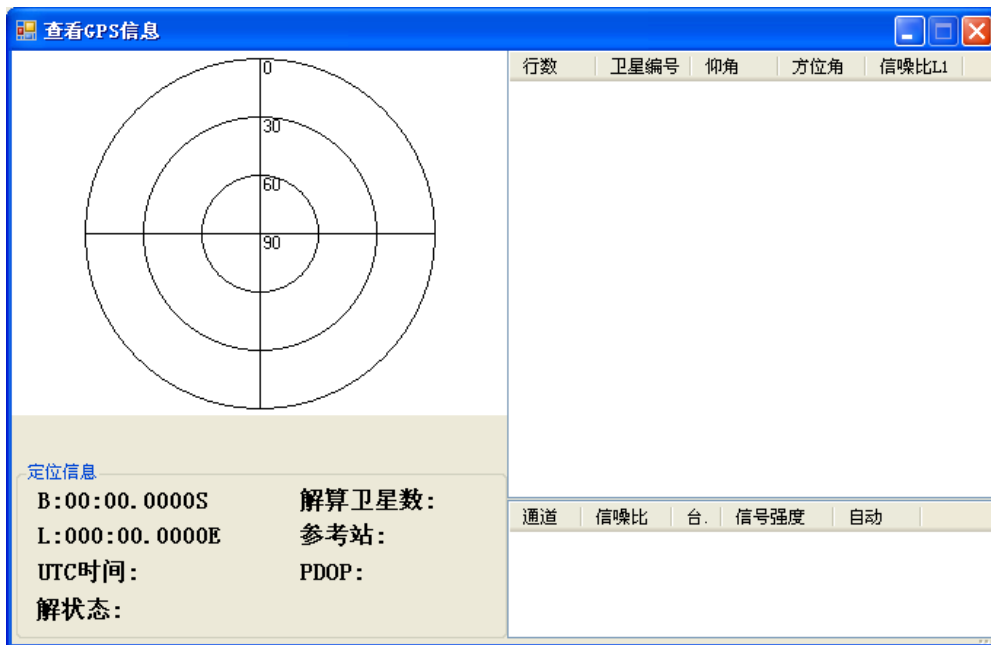 查看GPS信息
0
30
60
90
行数 卫星编号 仰角 方位角 信噪比L1
定位信息
B:00:00.0000S 解算卫星数:
L:000:00.0000E 参考站:
UTC时间: PDOP:
解状态:
通道 信噪比 台. 信号强度 自动